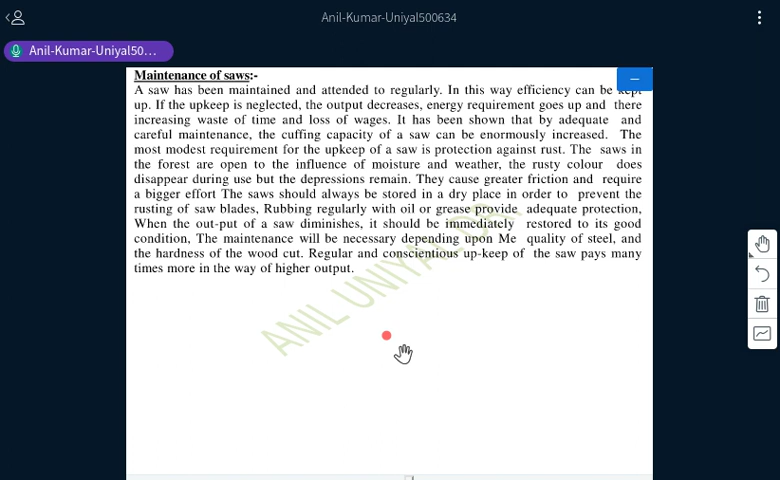 Anil-Kumar-Uniyal500634
Anil-Kumar-Uniyal50...
Maintenance of saws:-
A saw has been maintained and attended to regularly. In this way efficiency can be kept
up. If the upkeep is neglected, the output decreases, energy requirement goes up and there
increasing waste of time and loss of wages. It has been shown that by adequate and
careful maintenance, the cuffing capacity of a saw can be enormously increased. The
most modest requirement for the upkeep of a saw is protection against rust. The saws in
the forest are open to the influence of moisture and weather, the rusty colour does
disappear during use but the depressions remain. They cause greater friction and require
a bigger effort The saws should always be stored in a dry place in order to prevent the
rusting of saw blades, Rubbing regularly with oil or grease provide adequate protection,
When the out-put of a saw diminishes, it should be immediately restored to its good
condition, The maintenance will be necessary depending upon Me quality of steel, and
the hardness of the wood cut. Regular and conscientious up-keep of the saw pays many
times more in the way of higher output.